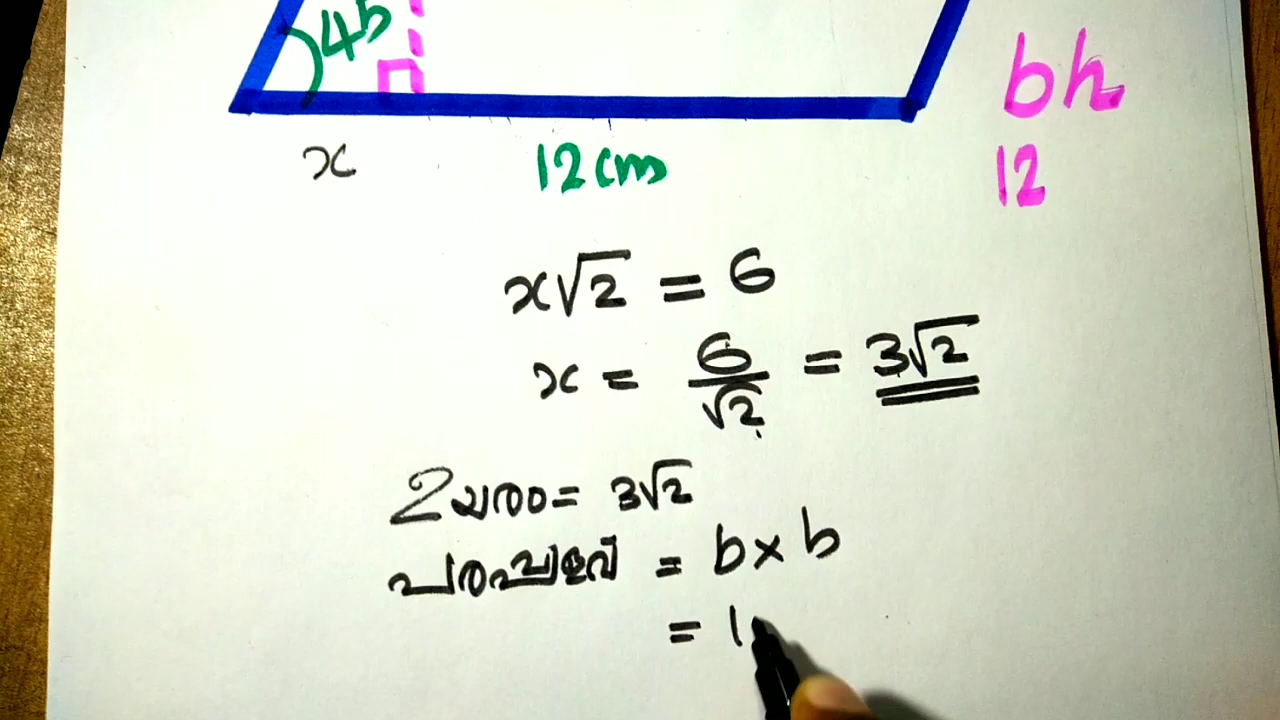 45
bh
x 12cm 12
x√2 = 6
x = 6/√2 = 3√2
ഉയരം = 3√2
പരപ്പളവ് = b × b
= 1